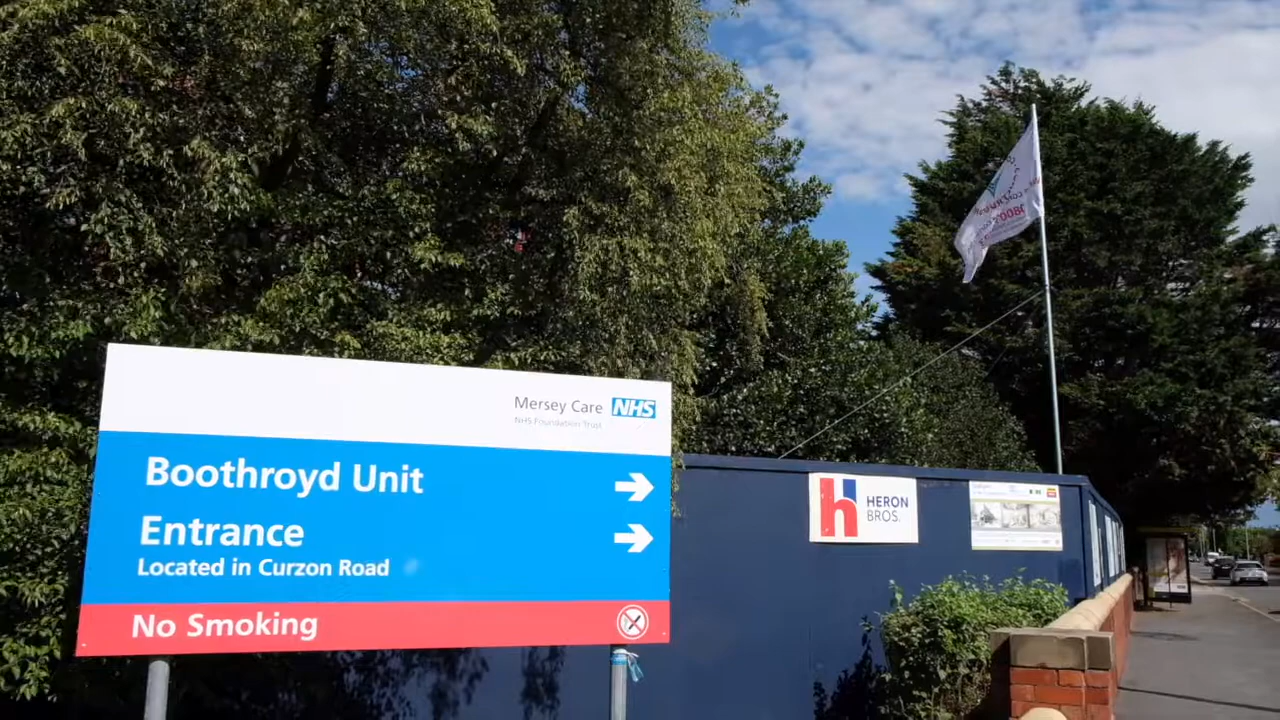 Mersey Care NHS
NHS Foundation Trust
Boothroyd Unit
Entrance
Located in Curzon Road
No Smoking
h HERON
BROS.